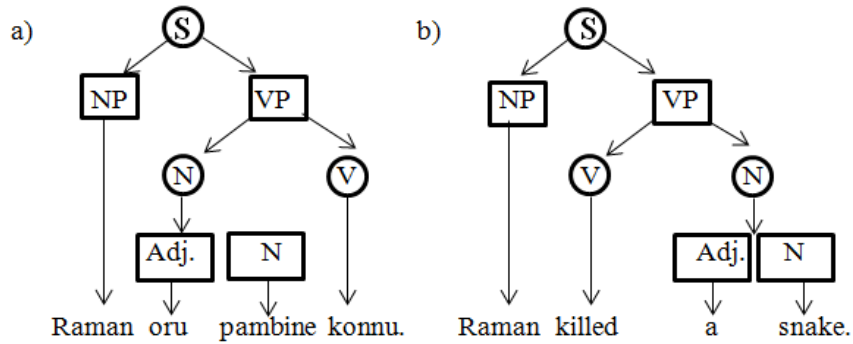 a) S b) S
NP VP NP VP
N V V N
Adj. N Adj. N
Raman oru pambine konnu. Raman killed a snake.